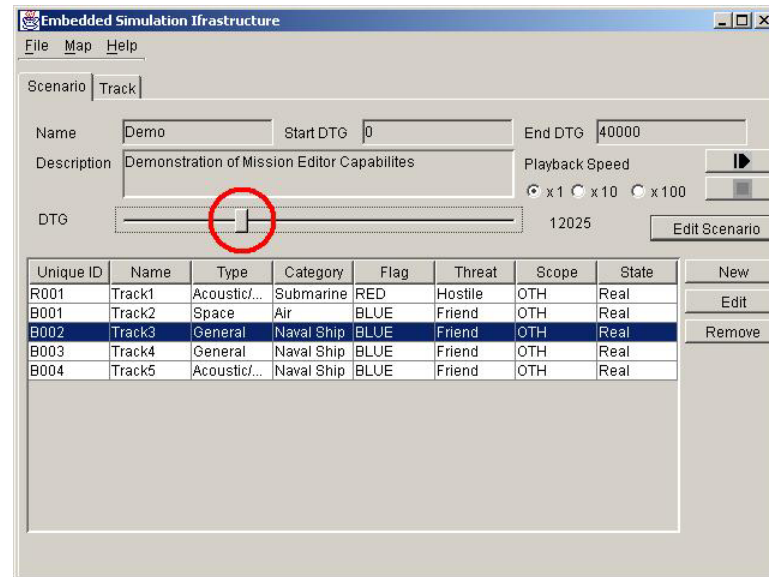 Embedded Simulation Ifrastructure
File Map Help
Scenario Track
Name Demo Start DTG 0 End DTG 40000
Description Demonstration of Mission Editor Capabilites Playback Speed
x1 x10 x100
DTG 12025 Edit Scenario
Unique ID Name Type Category Flag Threat Scope State New
R001 Track1 Acoustic/... Submarine RED Hostile OTH Real
B001 Track2 Space Air BLUE Friend OTH Real Edit
B002 Track3 General Naval Ship BLUE Friend OTH Real Remove
B003 Track4 General Naval Ship BLUE Friend OTH Real
B004 Track5 Acoustic/... Naval Ship BLUE Friend OTH Real